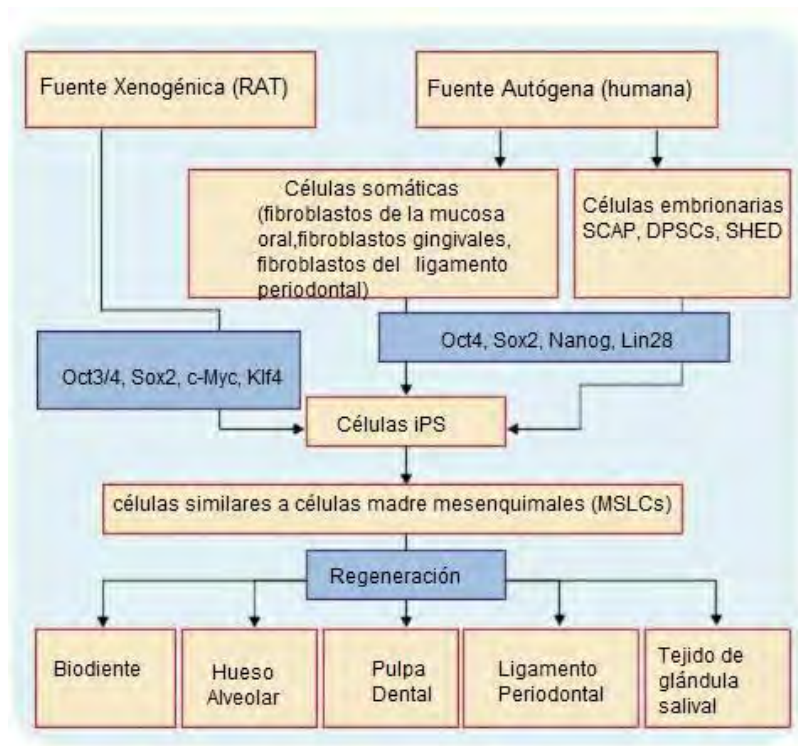 Fuente Xenogénica (RAT)
Fuente Autógena (humana)
Células somáticas
(fibroblastos de la mucosa
oral,fibroblastos gingivales,
fibroblastos del ligamento
periodontal)
Células embrionarias
SCAP, DPSCs, SHED
Oct3/4, Sox2, c-Myc, Klf4
Oct4, Sox2, Nanog, Lin28
Células iPS
células similares a células madre mesenquimales (MSLCs)
Regeneración
Biodiente
Hueso
Alveolar
Pulpa
Dental
Ligamento
Periodontal
Tejido de
glándula
salival